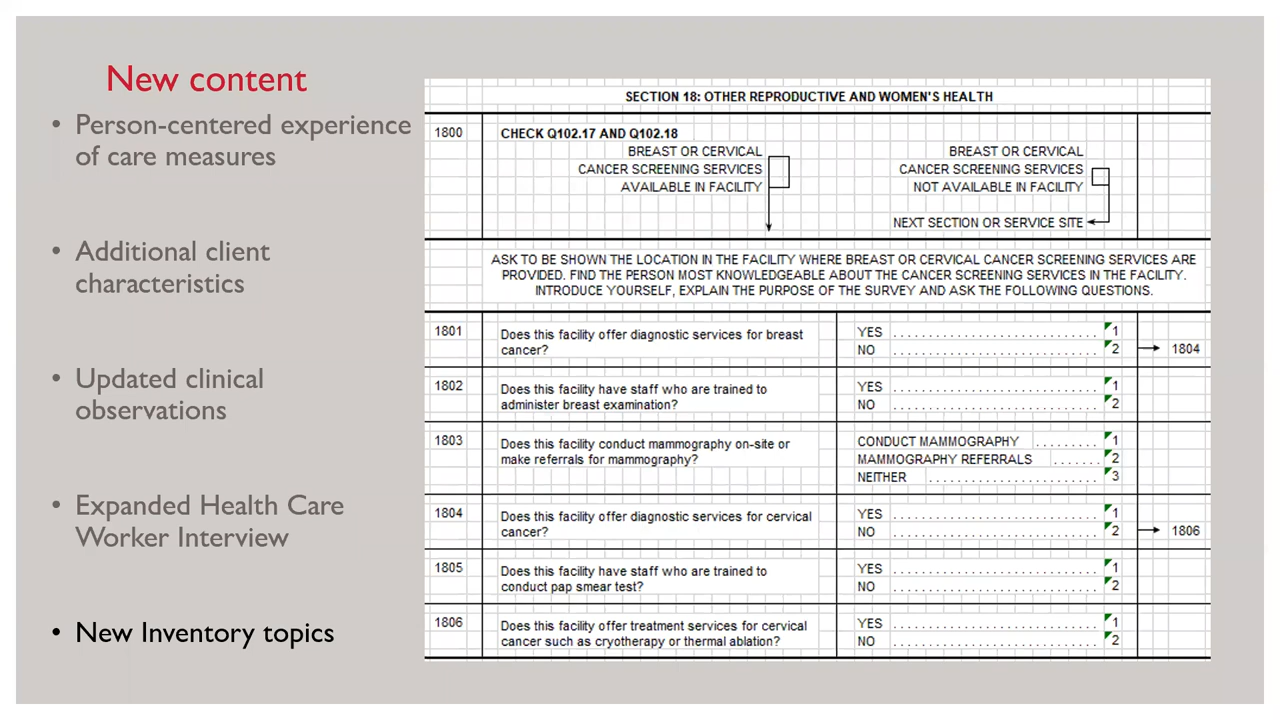 New content
• Person-centered experience
of care measures
• Additional client
characteristics
• Updated clinical
observations
• Expanded Health Care
Worker Interview
• New Inventory topics
SECTION 18: OTHER REPRODUCTIVE AND WOMEN'S HEALTH
1800 CHECK Q102.17 AND Q102.18
BREAST OR CERVICAL
CANCER SCREENING SERVICES
AVAILABLE IN FACILITY
BREAST OR CERVICAL
CANCER SCREENING SERVICES
NOT AVAILABLE IN FACILITY
NEXT SECTION OR SERVICE SITE
ASK TO BE SHOWN THE LOCATION IN THE FACILITY WHERE BREAST OR CERVICAL CANCER SCREENING SERVICES ARE
PROVIDED. FIND THE PERSON MOST KNOWLEDGEABLE ABOUT THE CANCER SCREENING SERVICES IN THE FACILITY.
INTRODUCE YOURSELF, EXPLAIN THE PURPOSE OF THE SURVEY AND ASK THE FOLLOWING QUESTIONS.
1801 Does this facility offer diagnostic services for breast
cancer?
YES 1
NO 2 1804
1802 Does this facility have staff who are trained to
administer breast examination?
YES 1
NO 2
1803 Does this facility conduct mammography on-site or
make referrals for mammography?
CONDUCT MAMMOGRAPHY 1
MAMMOGRAPHY REFERRALS 2
NEITHER 3
1804 Does this facility offer diagnostic services for cervical
cancer?
YES 1
NO 2 1806
1805 Does this facility have staff who are trained to
conduct pap smear test?
YES 1
NO 2
1806 Does this facility offer treatment services for cervical
cancer such as cryotherapy or thermal ablation?
YES 1
NO 2